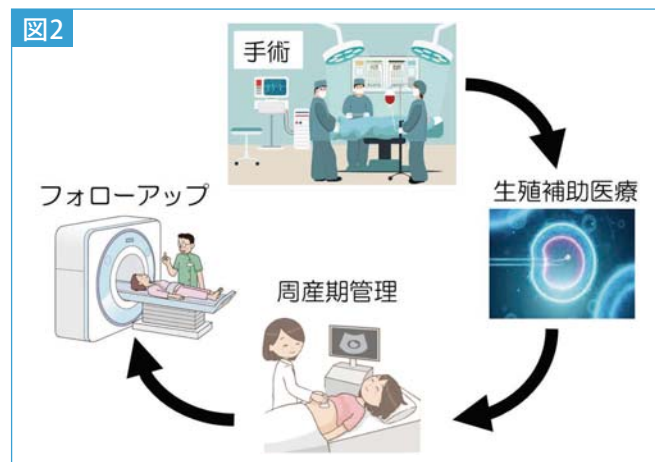 図2
手術
生殖補助医療
フォローアップ
周産期管理